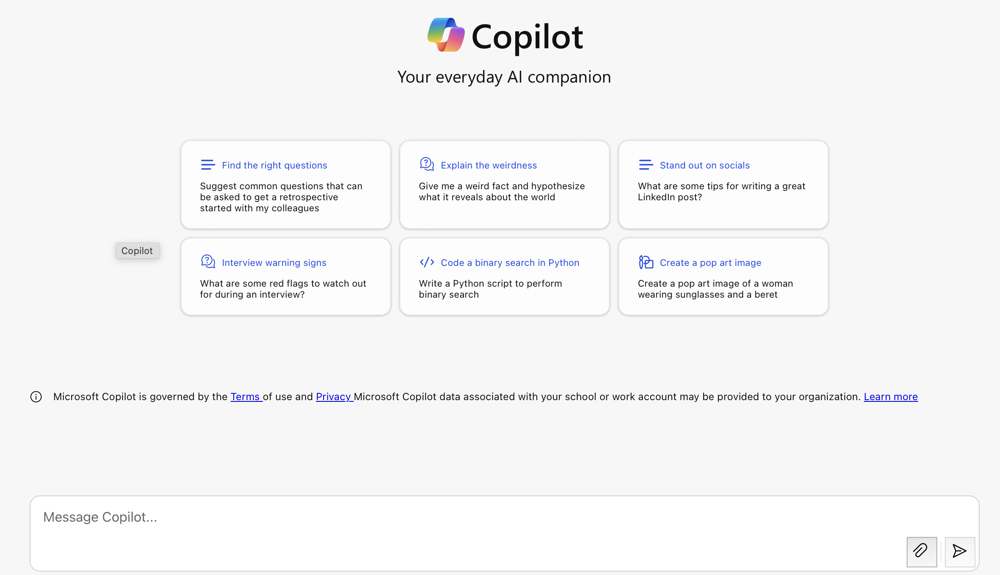 Copilot
Your everyday AI companion
Find the right questions
Suggest common questions that can
be asked to get a retrospective
started with my colleagues
Explain the weirdness
Give me a weird fact and hypothesize
what it reveals about the world
Stand out on socials
What are some tips for writing a great
LinkedIn post?
Copilot
Interview warning signs
What are some red flags to watch out
for during an interview?
Code a binary search in Python
Write a Python script to perform
binary search
Create a pop art image
Create a pop art image of a woman
wearing sunglasses and a beret
Microsoft Copilot is governed by the Terms of use and Privacy Microsoft Copilot data associated with your school or work account may be provided to your organization. Learn more
Message Copilot...